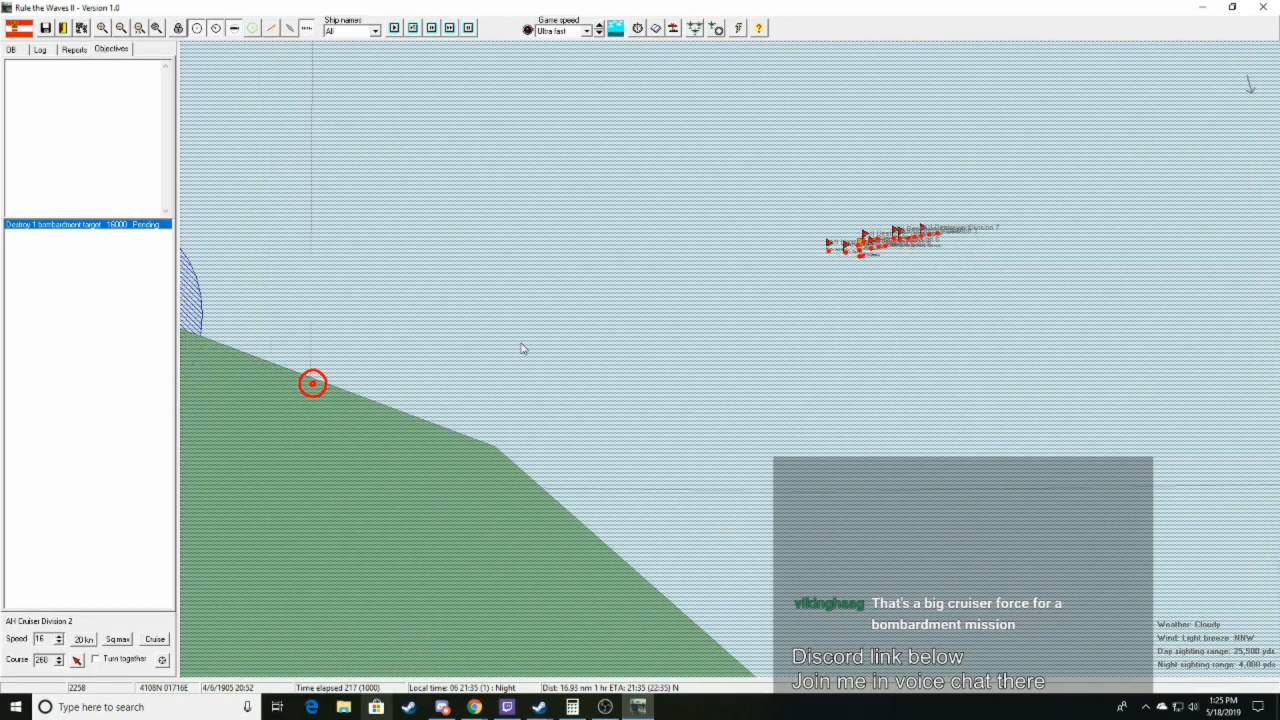 Rule the Waves II - Version 1.0
Ship names
All
Game speed
Ultra fast
OB Log Reports Objectives
Destroy 1 bombardment target 16000 Pending
Division 7
vikinghaag That's a big cruiser force for a
bombardment mission
Discord link below
Join me in voice chat there
Weather: Cloudy
Wind: Light breeze: NNW
Day sighting range: 25,500 yds
Night sighting range: 4,000 yds
AH Cruiser Division 2
Speed 16 20 kn Sq max Cruise
Course 260 Turn together
2258 4108N 01716E 4/6/1905 20:52 Time elapsed 217 (1000) Local time: 06 21:35 (1) : Night Dist: 16.93 nm 1 hr ETA: 21:35 (22:35) N
Type here to search
1:25 PM
5/18/2019